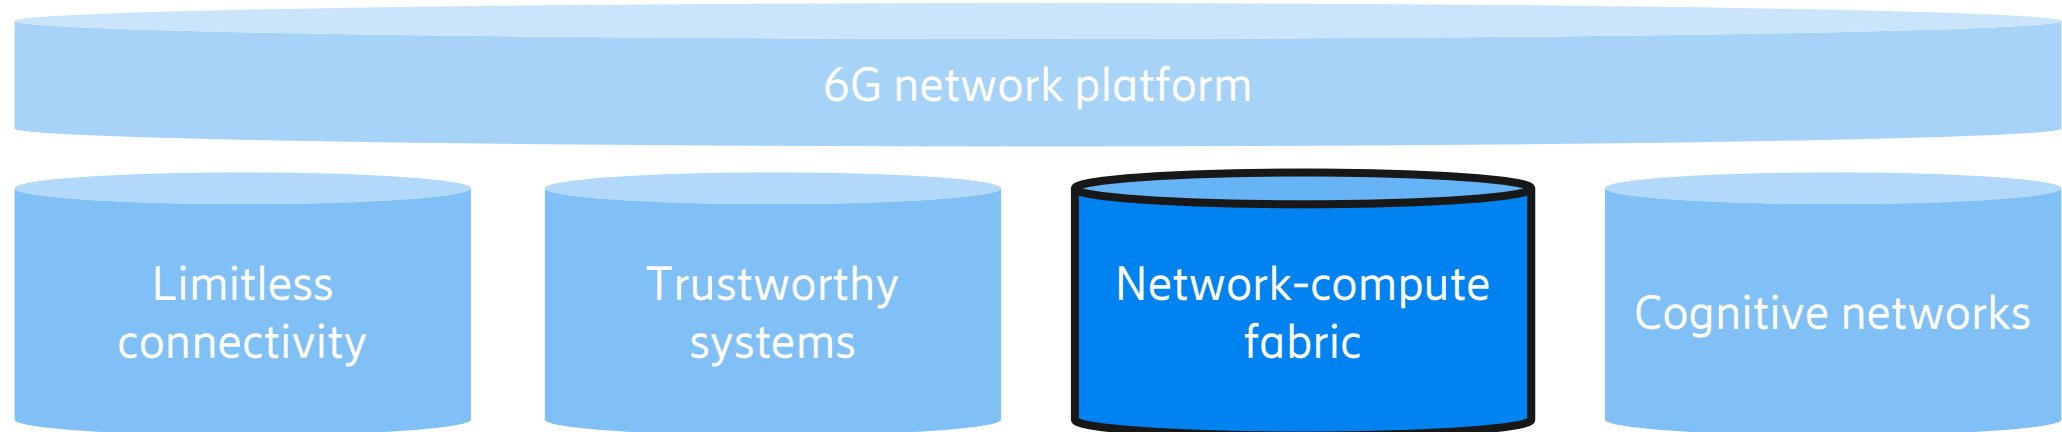 6G network platform
Limitless
connectivity
Trustworthy
systems
Network-compute
fabric
Cognitive networks